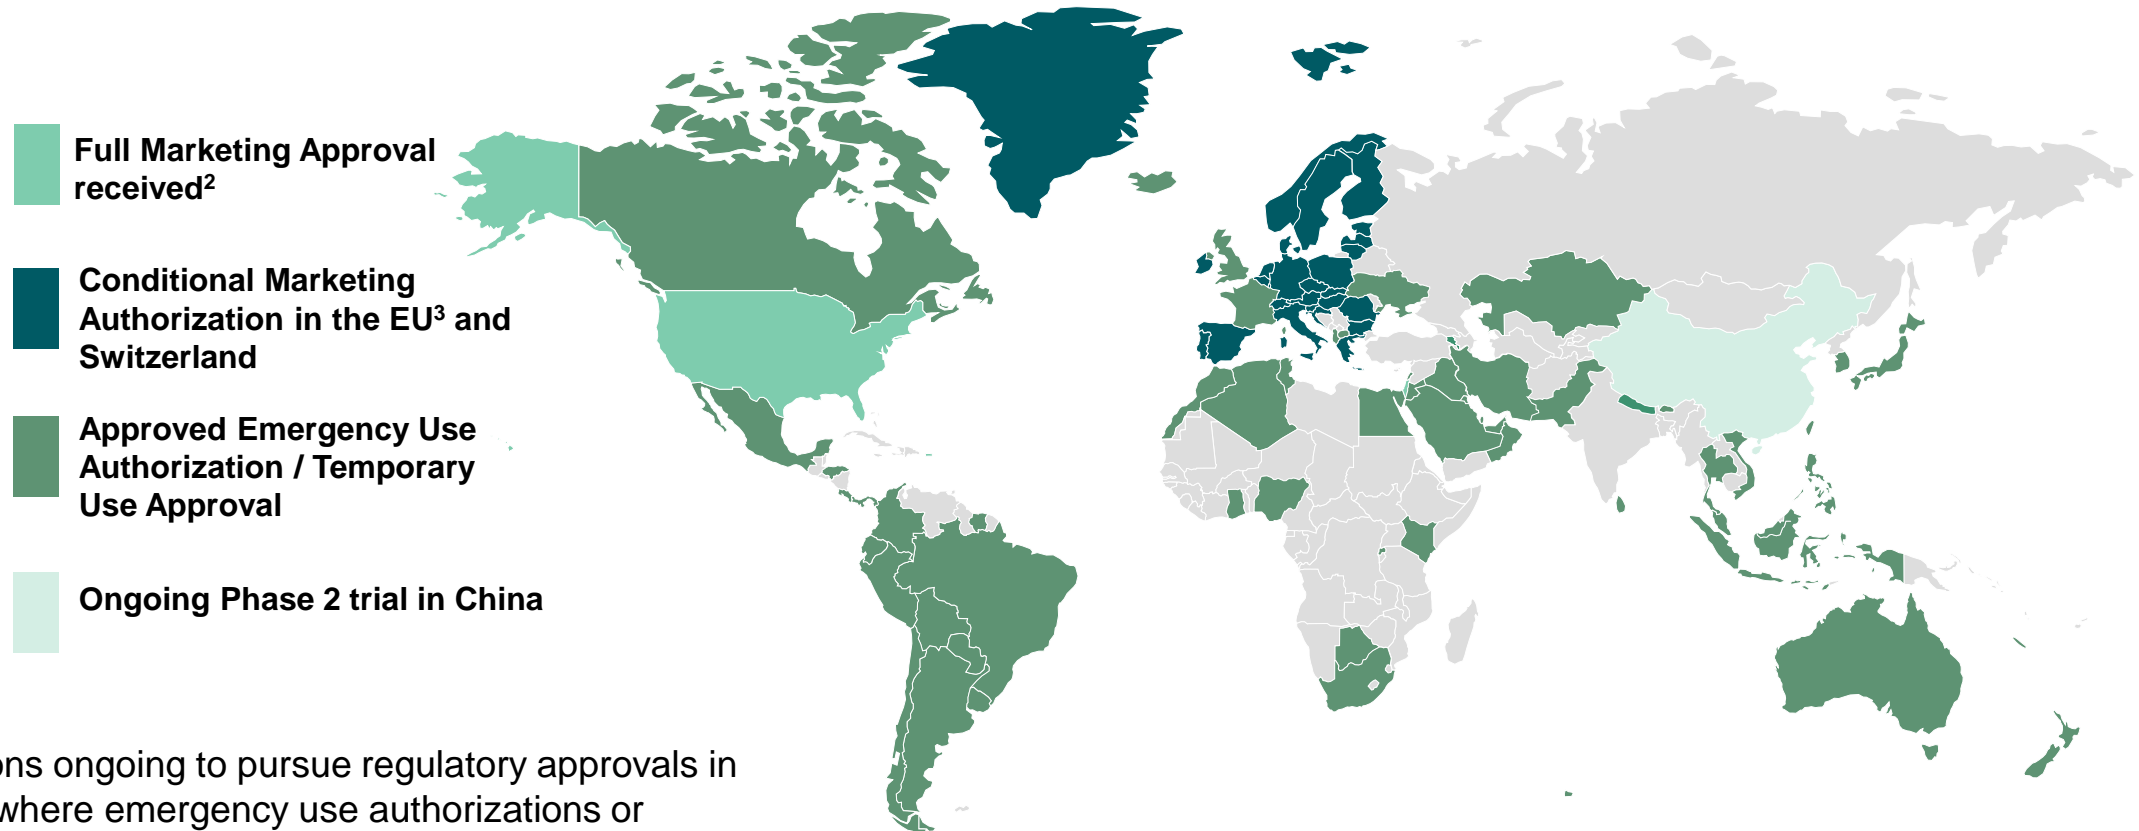 Full Marketing Approval
received²
Conditional Marketing
Authorization in the EU³ and
Switzerland
Approved Emergency Use
Authorization / Temporary
Use Approval
Ongoing Phase 2 trial in China
ons ongoing to pursue regulatory approvals in
where emergency use authorizations or